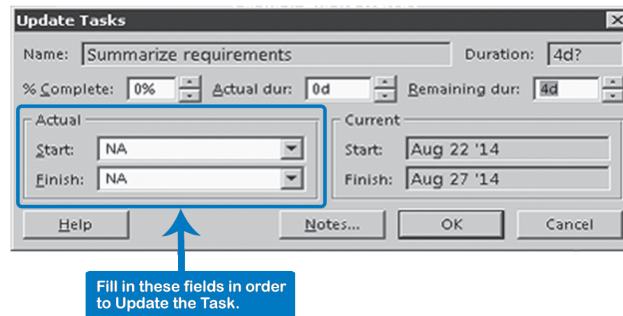 Update Tasks
Name: Summarize requirements Duration: 4d?
% Complete: 0% Actual dur: 0d Remaining dur: 4d
Actual Current
Start: NA Start: Aug 22 '14
Finish: NA Finish: Aug 27 '14
Help Notes... OK Cancel
Fill in these fields in order
to Update the Task.